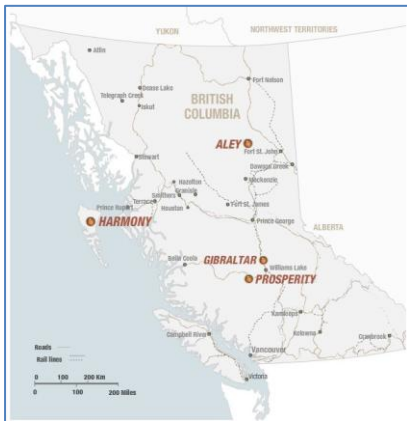 YUKON
NORTHWEST TERRITORIES
Atlin
Fort Nelson
Dease Lake
Telegraph Creek
Iskut
BRITISH
COLUMBIA
ALEY
Fort St. John
Dawson Creek
Stewart
Mackenzie
Hazelton
Smithers
Granisle
Terrace
Prince Rupert
Houston
Fort St. James
HARMONY
Prince George
ALBERTA
Bella Coola
GIBRALTAR
Williams Lake
PROSPERITY
Kamloops
Campbell River
Kelowna
Cranbrook
Roads
Rail lines
Vancouver
Victoria
0 100 200 Km
0 100 200 Miles